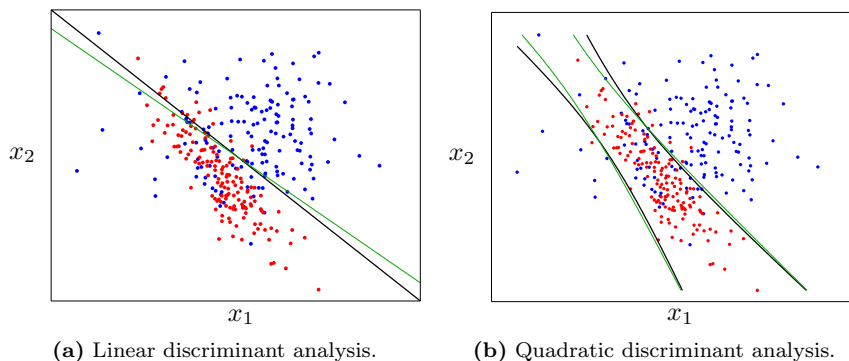 x2
x1
(a) Linear discriminant analysis.
x2
x1
(b) Quadratic discriminant analysis.